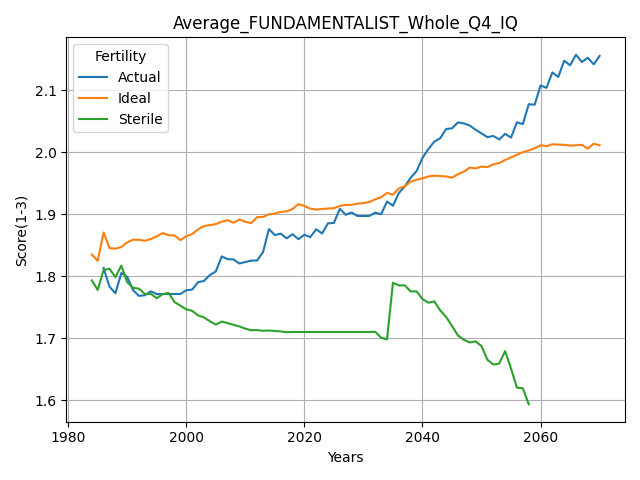 Average_FUNDAMENTALIST_Whole_Q4_IQ
Fertility
Actual
Ideal
Sterile
Score(1-3)
2.1
2.0
1.9
1.8
1.7
1.6
1980
2000
2020
2040
2060
Years